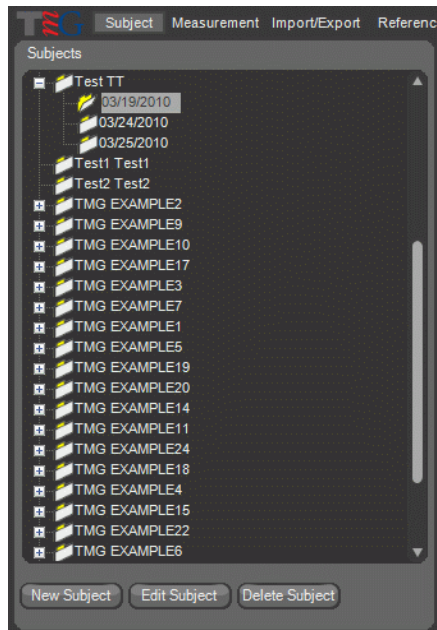 TMG Subject Measurement Import/Export Referenc
Subjects
Test TT
03/19/2010
03/24/2010
03/25/2010
Test1 Test1
Test2 Test2
TMG EXAMPLE2
TMG EXAMPLE9
TMG EXAMPLE10
TMG EXAMPLE17
TMG EXAMPLE3
TMG EXAMPLE7
TMG EXAMPLE1
TMG EXAMPLE5
TMG EXAMPLE19
TMG EXAMPLE20
TMG EXAMPLE14
TMG EXAMPLE11
TMG EXAMPLE24
TMG EXAMPLE18
TMG EXAMPLE4
TMG EXAMPLE15
TMG EXAMPLE22
TMG EXAMPLE6
New Subject Edit Subject Delete Subject